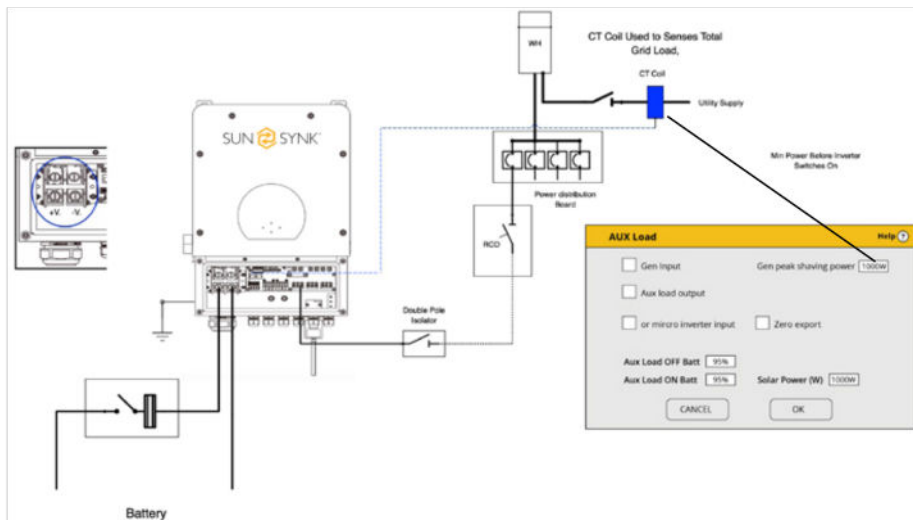 CT Coil Used to Senses Total
Grid Load,
WH
CT Coil
Utility Supply
SUN SYNK
+V.
-V.
Min Power Before Inverter
Switches On
Power distribution
Board
RCD
Double Pole
Isolator
AUX Load
Help ?
Gen Input
Gen peak shaving power 1000W
Aux load output
or mircro inverter input
Zero export
Aux Load OFF Batt 95%
Aux Load ON Batt 95%
Solar Power (W) 1000W
CANCEL
OK
Battery